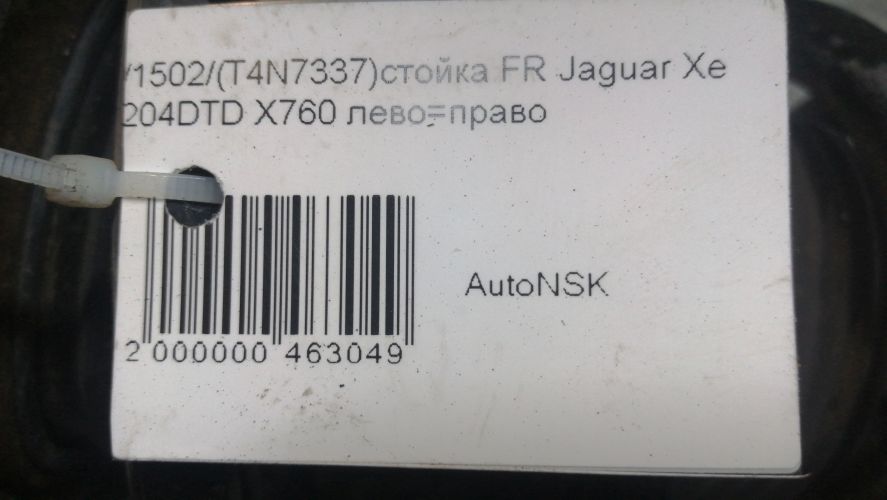 /1502/(T4N7337)стойка FR Jaguar Xe
204DTD X760 лево=право
AutoNSK
2 000000 463049